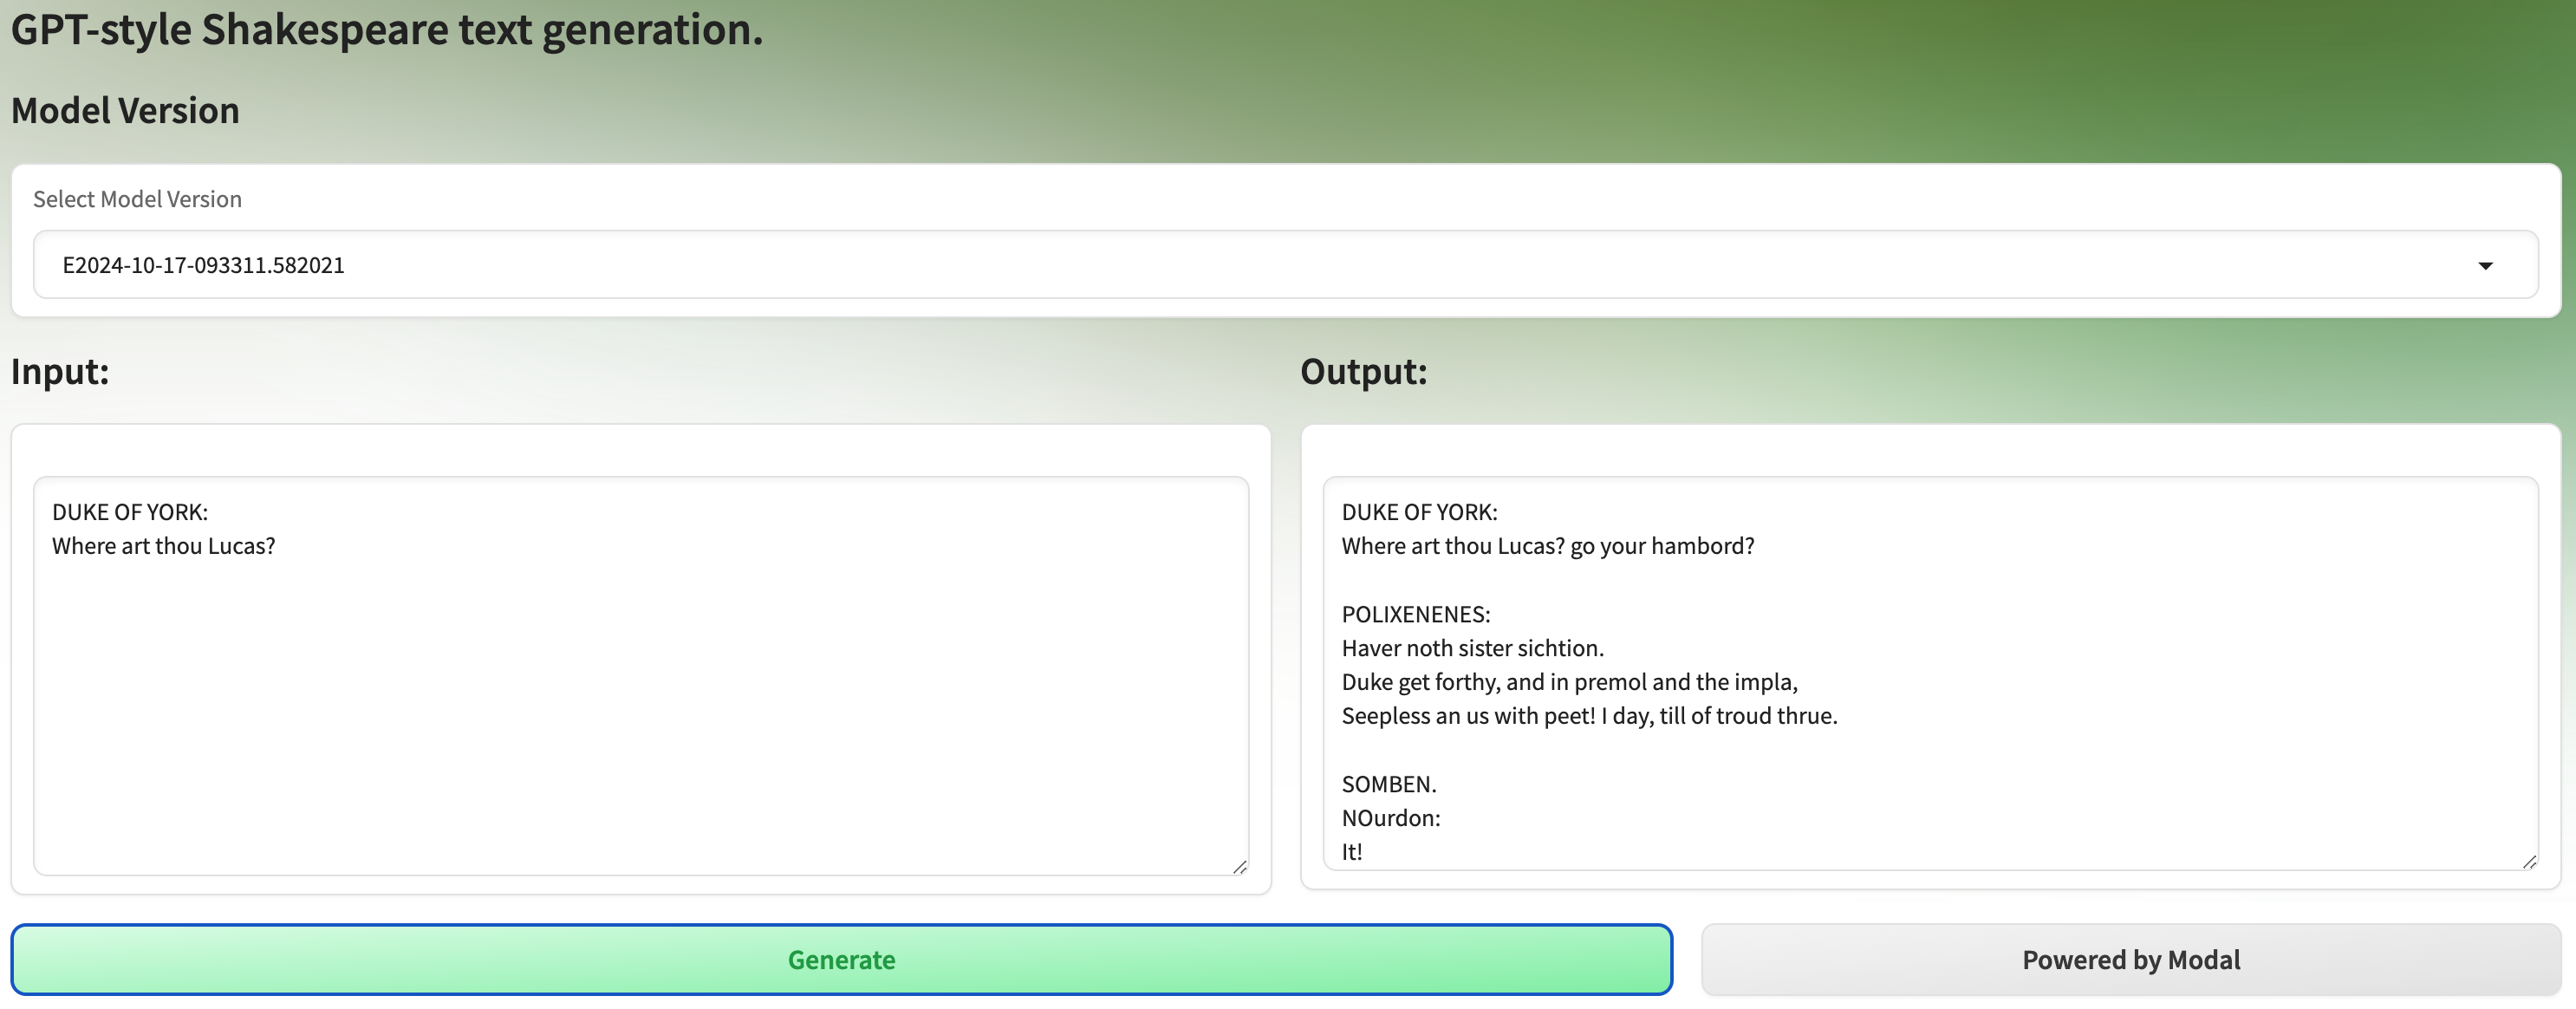 GPT-style Shakespeare text generation.
Model Version
Select Model Version
E2024-10-17-093311.582021
Input:
DUKE OF YORK:
Where art thou Lucas?
Output:
DUKE OF YORK:
Where art thou Lucas? go your hambord?
POLIXENENES:
Haver noth sister sichtion.
Duke get forthy, and in premol and the impla,
Seepless an us with peet! I day, till of troud thrue.
SOMBEN.
NOurdon:
It!
Generate
Powered by Modal